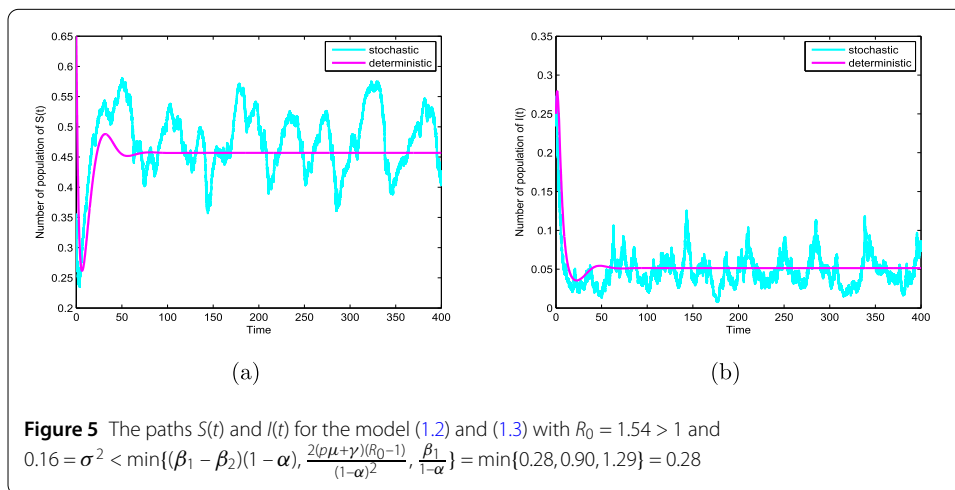 0.65
0.6
0.55
0.5
0.45
0.4
0.35
0.3
0.25
0.2
Number of population of S(t)
stochastic
deterministic
0 50 100 150 200 250 300 350 400
Time
(a)
0.35
0.3
0.25
0.2
0.15
0.1
0.05
0
Number of population of I(t)
stochastic
deterministic
0 50 100 150 200 250 300 350 400
Time
(b)
Figure 5 The paths S(t) and I(t) for the model (1.2) and (1.3) with R₀ = 1.54 > 1 and
0.16 = σ² < min{(β₁ − β₂)(1 − α), 2(pμ+γ)(R₀−1)/(1−α)², β₁/(1−α)} = min{0.28, 0.90, 1.29} = 0.28